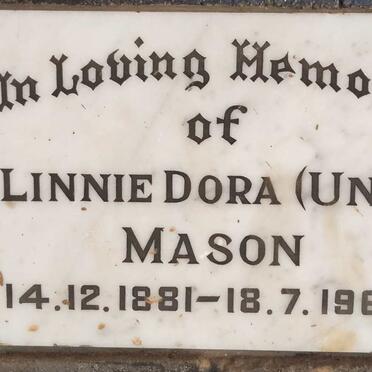 In Loving Memo
of
LINNIE DORA (UN
MASON
14.12.1881-18.7.196